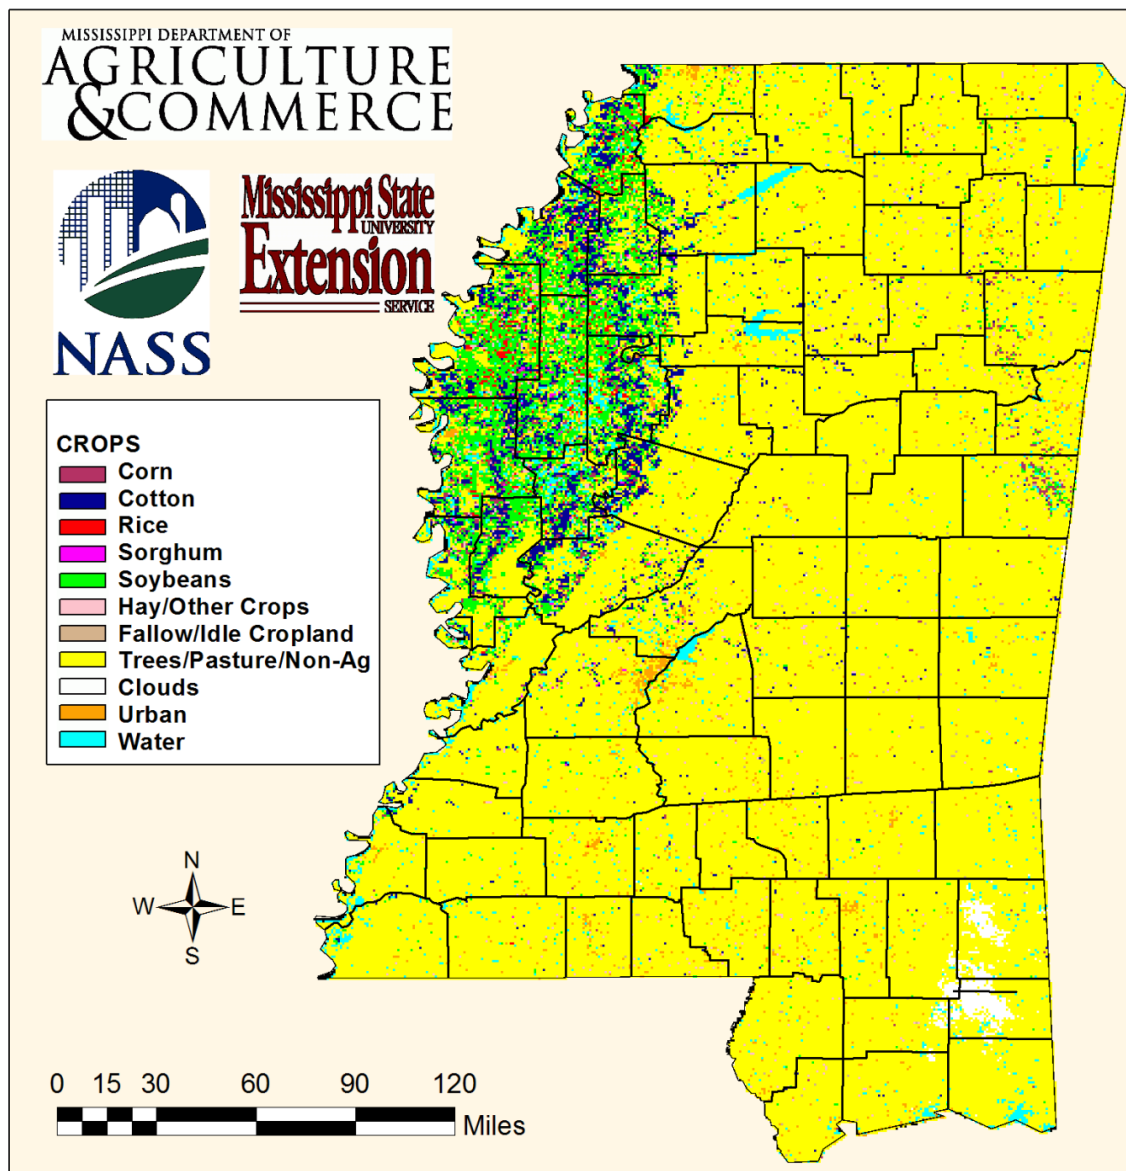 MISSISSIPPI DEPARTMENT OF
AGRICULTURE
&COMMERCE
NASS
Mississippi State
UNIVERSITY
Extension
SERVICE
CROPS
Corn
Cotton
Rice
Sorghum
Soybeans
Hay/Other Crops
Fallow/Idle Cropland
Trees/Pasture/Non-Ag
Clouds
Urban
Water
N
W E
S
0 15 30 60 90 120
Miles